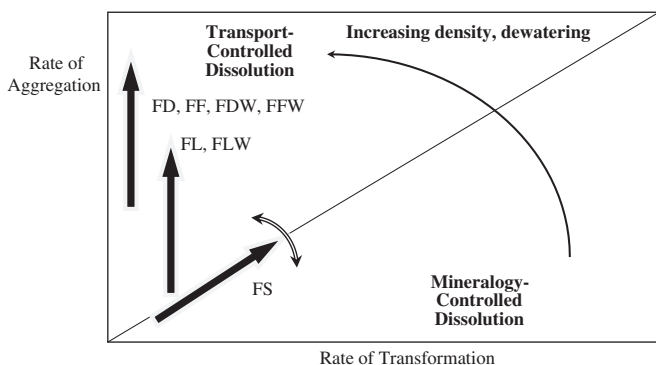 Rate of
Aggregation
Transport-
Controlled
Dissolution
Increasing density, dewatering
FD, FF, FDW, FFW
FL, FLW
FS
Mineralogy-
Controlled
Dissolution
Rate of Transformation